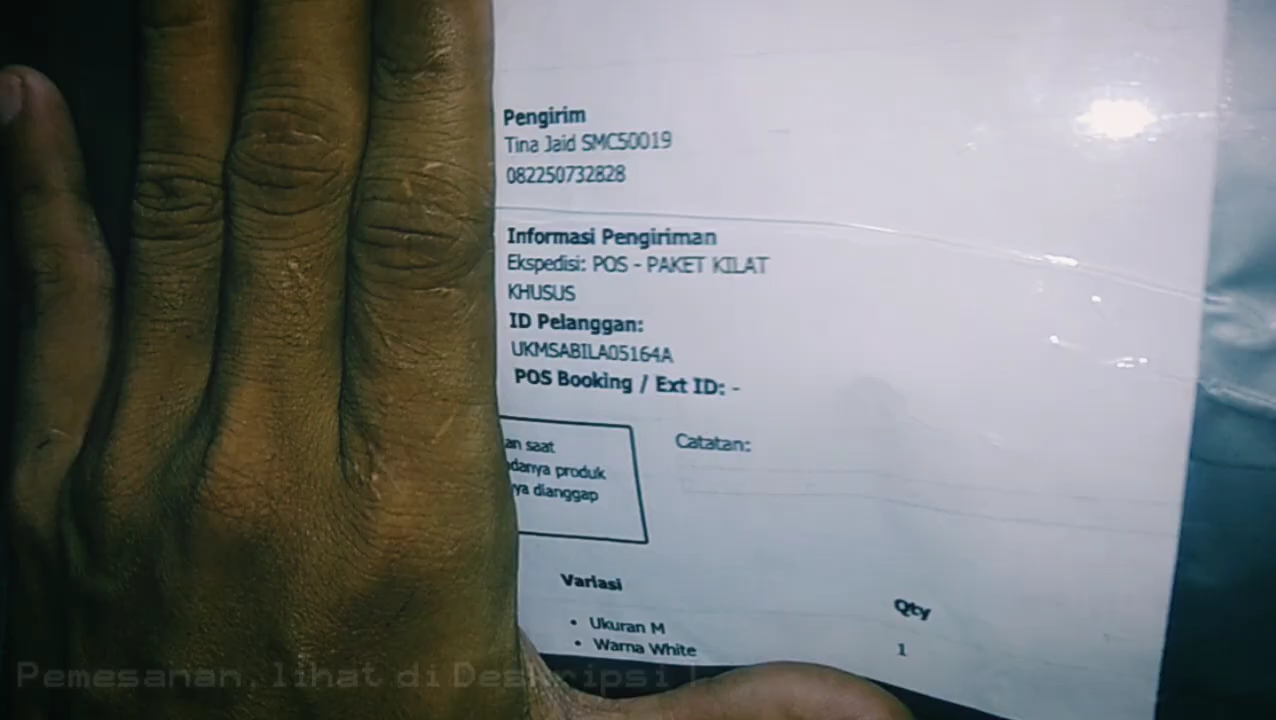 Pengirim
Tina Jaid SMC50019
082250732828
Informasi Pengiriman
Ekspedisi: POS - PAKET KILAT
KHUSUS
ID Pelanggan:
UKMSABILA05164A
POS Booking / Ext ID: -
an saat
danya produk
ya dianggap
Catatan:
Variasi
Qty
• Ukuran M
• Warna White
1
Pemesanan, lihat di Deskripsi